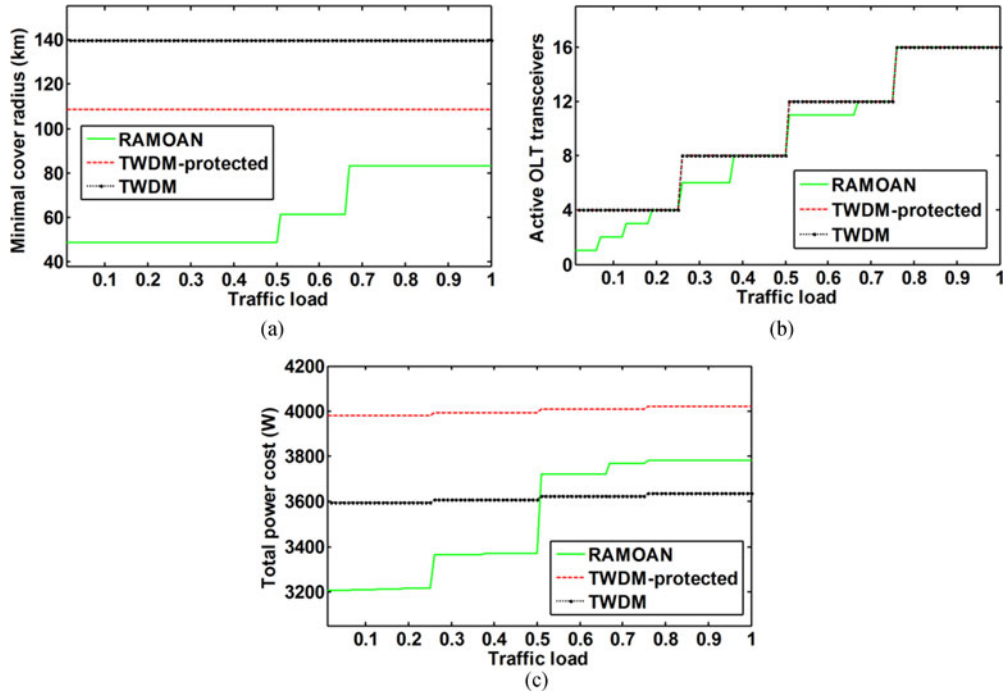 Minimal cover radius (km)
140
120
100
80
60
40
RAMOAN
TWDM-protected
TWDM
0.1 0.2 0.3 0.4 0.5 0.6 0.7 0.8 0.9 1
Traffic load
(a)
Active OLT transceivers
16
12
8
4
0
RAMOAN
TWDM-protected
TWDM
0.1 0.2 0.3 0.4 0.5 0.6 0.7 0.8 0.9 1
Traffic load
(b)
Total power cost (W)
4200
4000
3800
3600
3400
3200
RAMOAN
TWDM-protected
TWDM
0.1 0.2 0.3 0.4 0.5 0.6 0.7 0.8 0.9 1
Traffic load
(c)